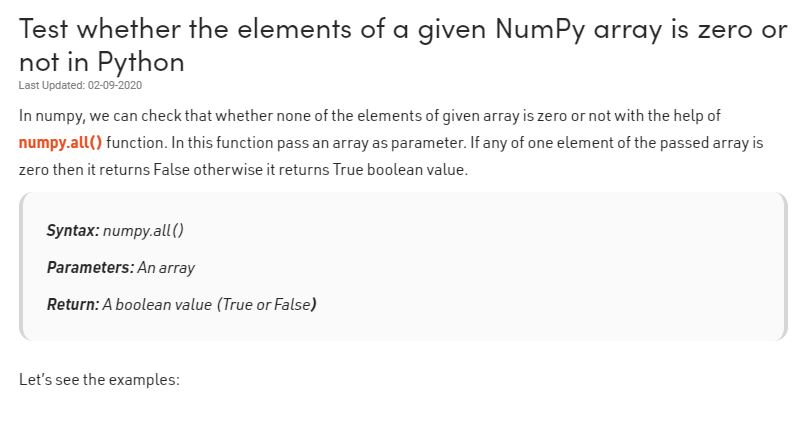 Test whether the elements of a given NumPy array is zero or
not in Python
Last Updated: 02-09-2020
In numpy, we can check that whether none of the elements of given array is zero or not with the help of
numpy.all() function. In this function pass an array as parameter. If any of one element of the passed array is
zero then it returns False otherwise it returns True boolean value.
Syntax: numpy.all()
Parameters: An array
Return: A boolean value (True or False)
Let's see the examples: